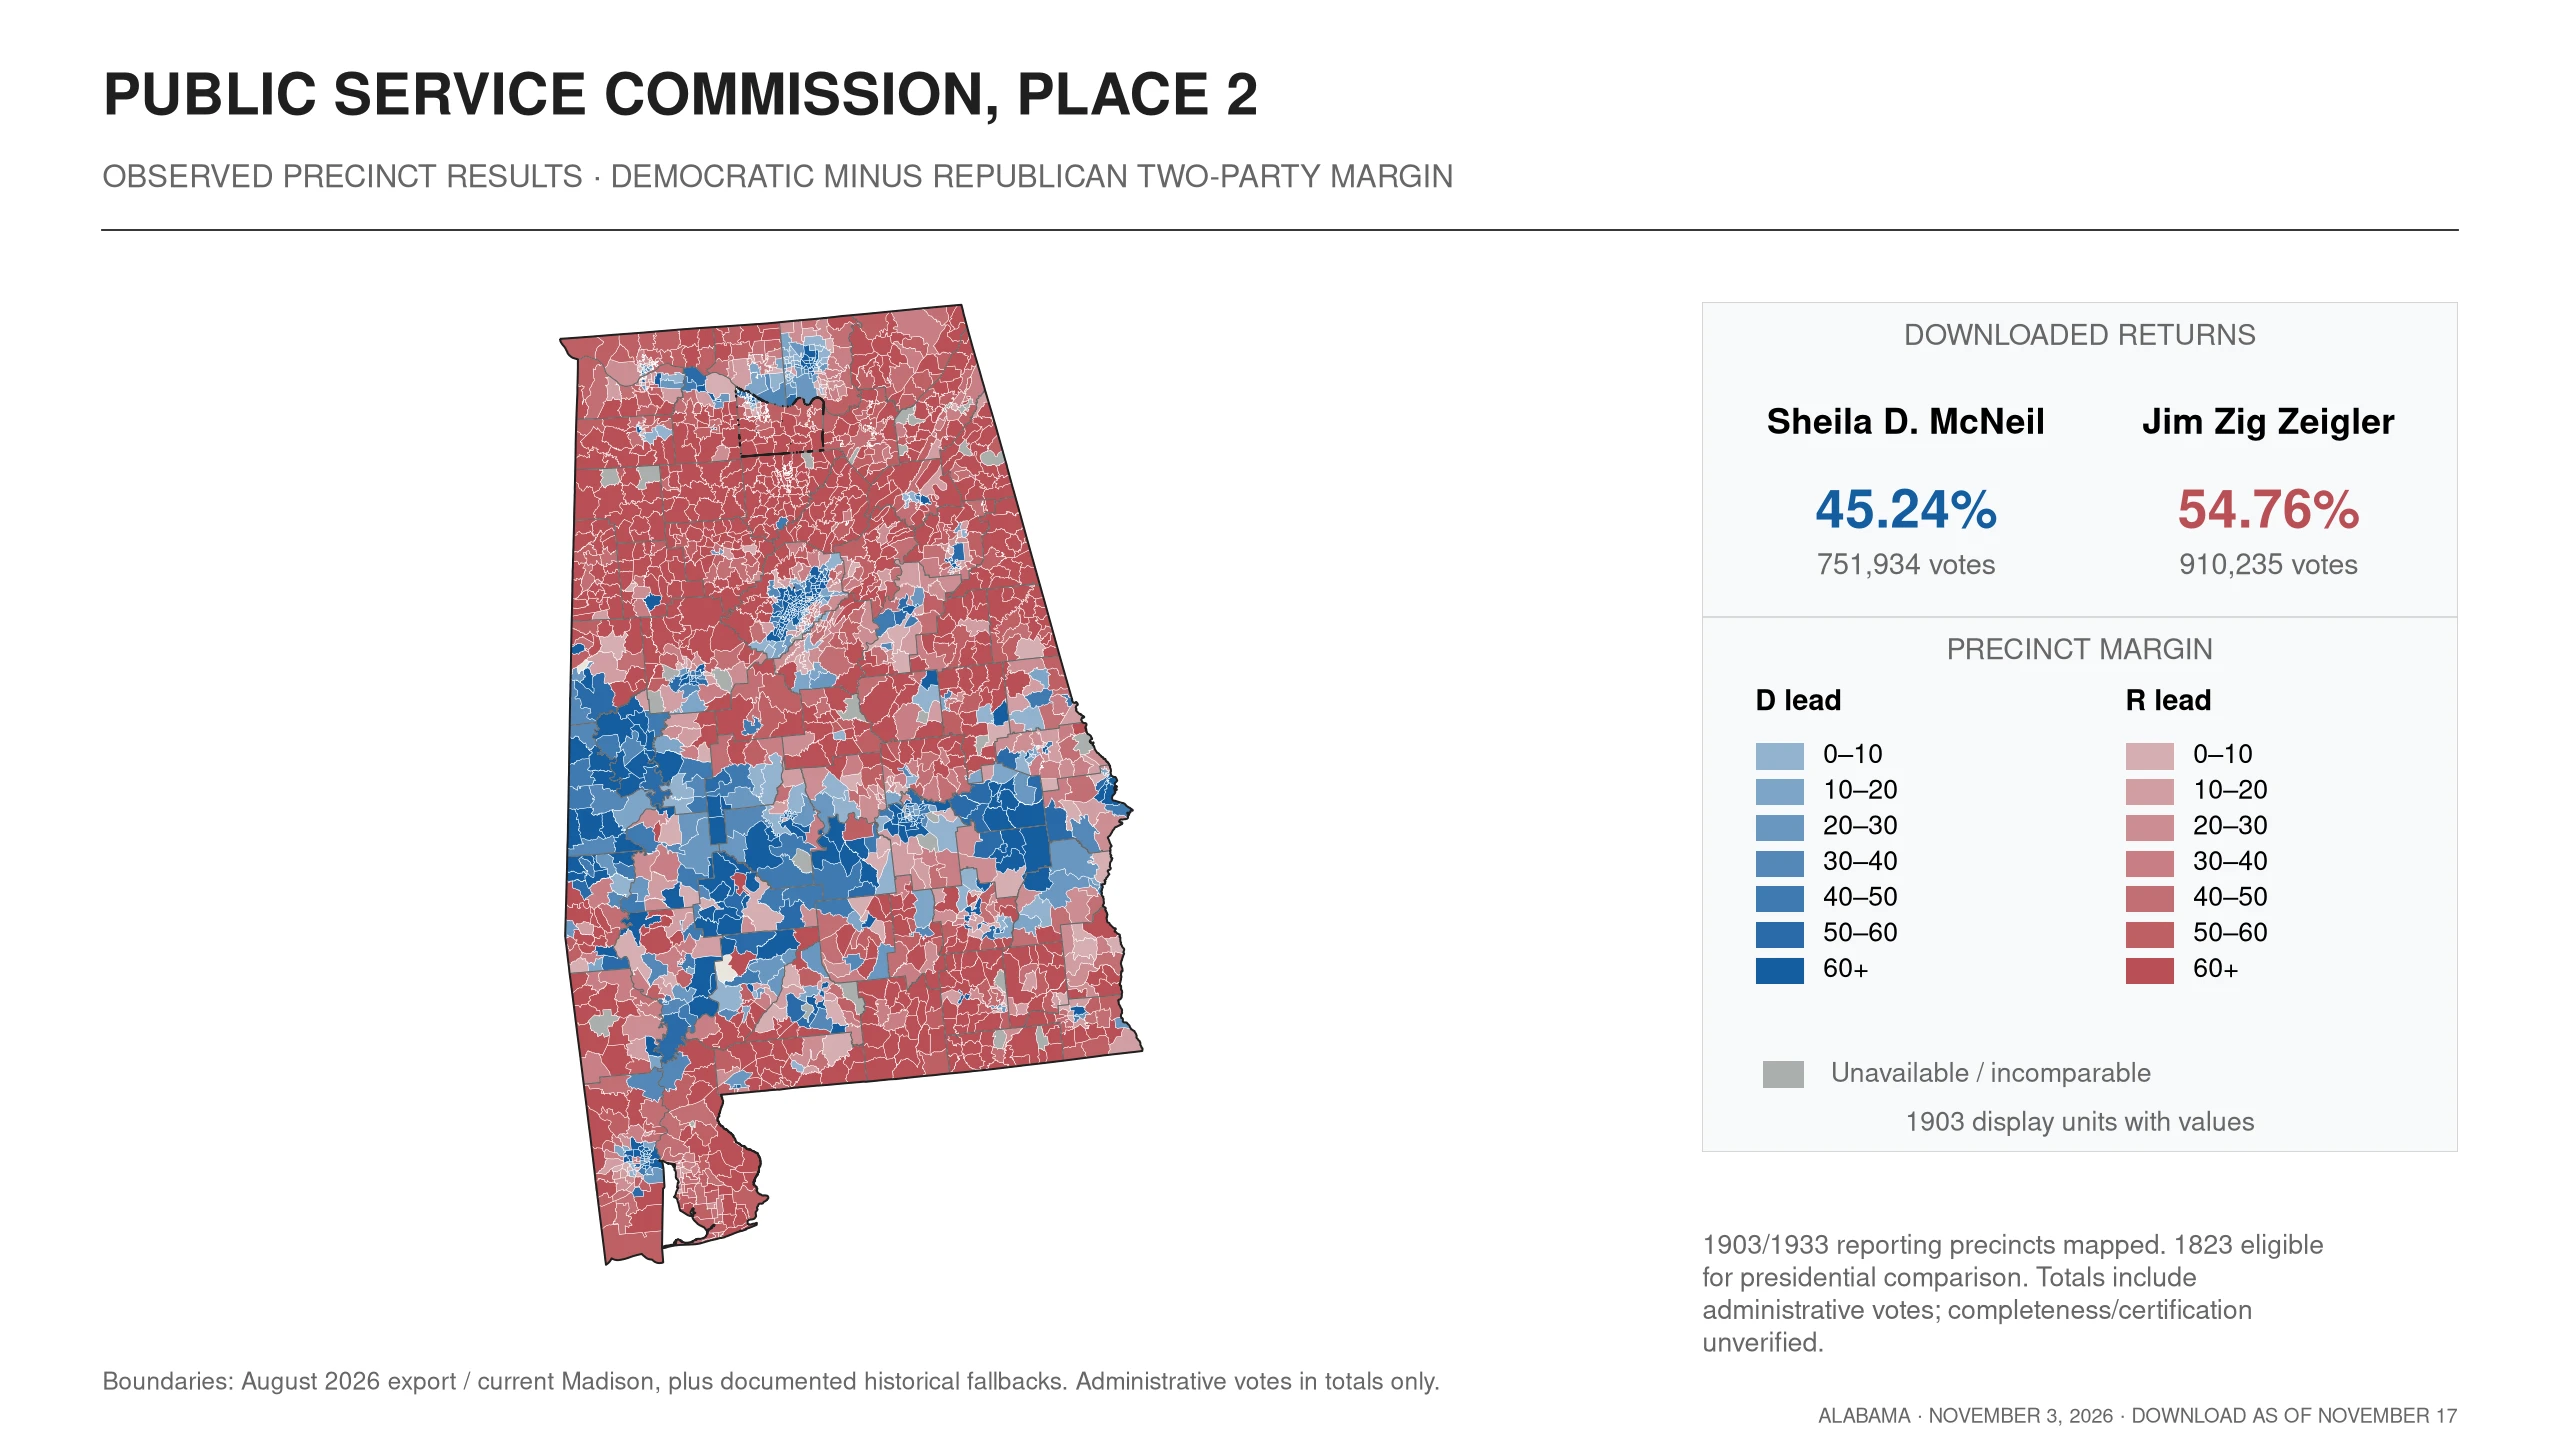 PUBLIC SERVICE COMMISSION, PLACE 2
OBSERVED PRECINCT RESULTS · DEMOCRATIC MINUS REPUBLICAN TWO-PARTY MARGIN
DOWNLOADED RETURNS
Sheila D. McNeil
45.24%
751,934 votes
Jim Zig Zeigler
54.76%
910,235 votes
PRECINCT MARGIN
D lead
0–10
10–20
20–30
30–40
40–50
50–60
60+
R lead
0–10
10–20
20–30
30–40
40–50
50–60
60+
Unavailable / incomparable
1903 display units with values
1903/1933 reporting precincts mapped. 1823 eligible
for presidential comparison. Totals include
administrative votes; completeness/certification
unverified.
Boundaries: August 2026 export / current Madison, plus documented historical fallbacks. Administrative votes in totals only.
ALABAMA · NOVEMBER 3, 2026 · DOWNLOAD AS OF NOVEMBER 17